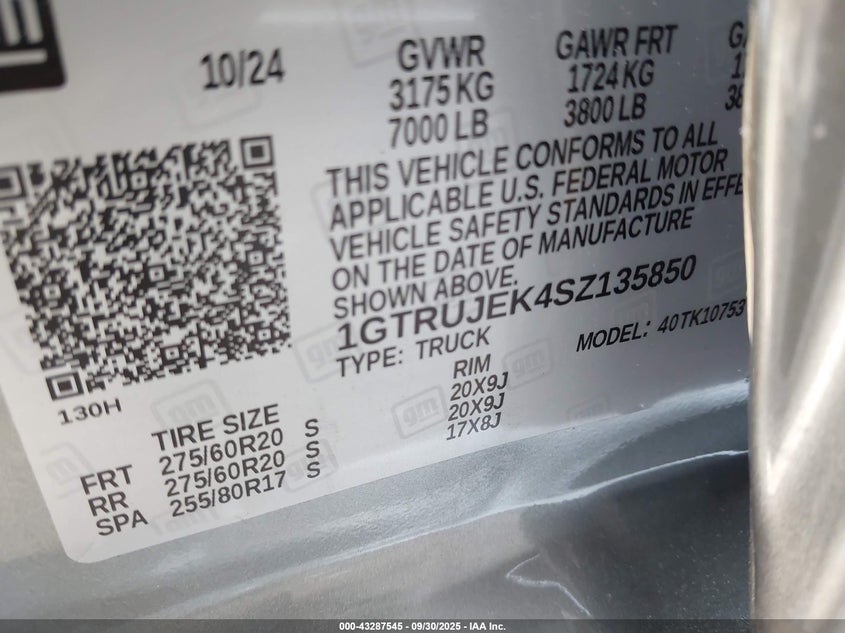 gm
10/24
GVWR
3175 KG
7000 LB
GAWR FRT
1724 KG
3800 LB
THIS VEHICLE CONFORMS TO ALL
APPLICABLE U.S. FEDERAL MOTOR
VEHICLE SAFETY STANDARDS IN EFFE
ON THE DATE OF MANUFACTURE
SHOWN ABOVE.
1GTRUJEK4SZ135850
TYPE: TRUCK
MODEL: 40TK10753
130H
TIRE SIZE
RIM
FRT 275/60R20 S 20X9J
RR 275/60R20 S 20X9J
SPA 255/80R17 S 17X8J
000-43287545 - 09/30/2025 - IAA Inc.